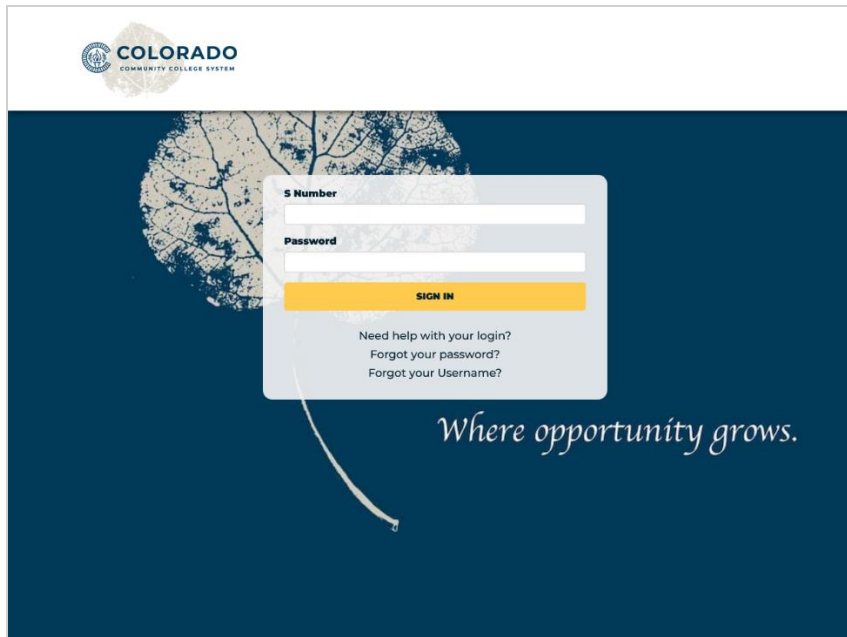 COLORADO
COMMUNITY COLLEGE SYSTEM
S Number
Password
SIGN IN
Need help with your login?
Forgot your password?
Forgot your Username?
Where opportunity grows.